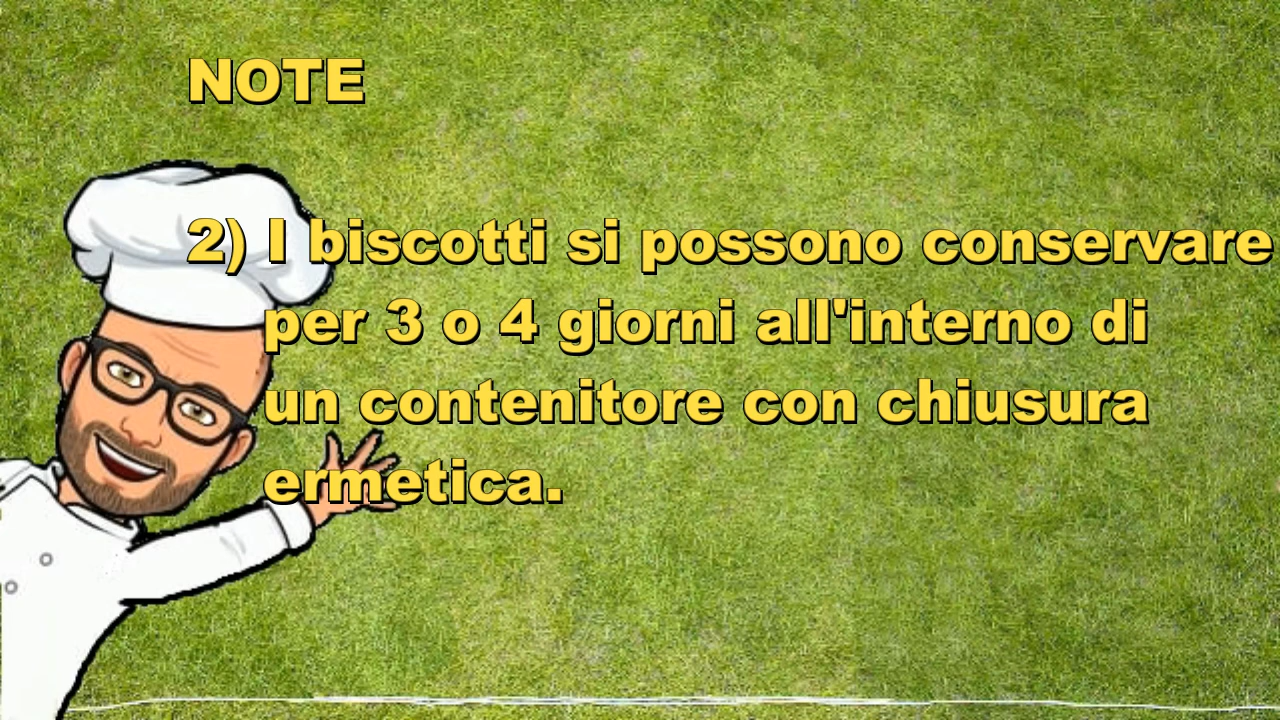 NOTE
2) I biscotti si possono conservare
per 3 o 4 giorni all'interno di
un contenitore con chiusura
ermetica.